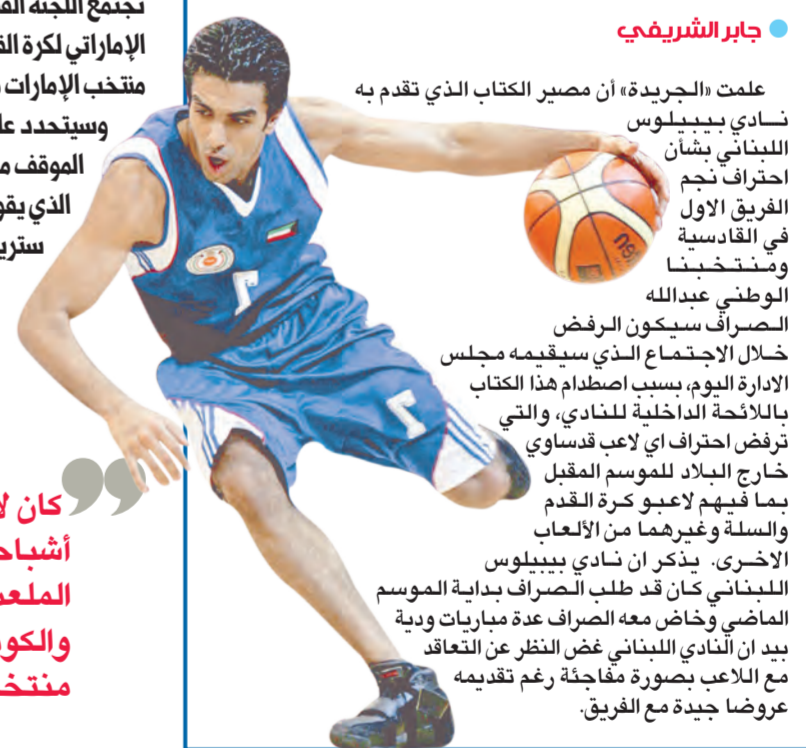 جابر الشريفي
علمت «الجريدة» أن مصير الكتاب الذي تقدم به
نادي بيبيلوس
اللبناني بشأن
احتراف نجم
الفريق الاول
في القادسية
ومنتخبنا
الوطني عبدالله
الصراف سيكون الرفض
خلال الاجتماع الذي سيقيمه مجلس
الادارة اليوم، بسبب اصطدام هذا الكتاب
باللائحة الداخلية للنادي، والتي
ترفض احتراف اي لاعب قدساوي
خارج البلاد للموسم المقبل
بما فيهم لاعبو كرة القدم
والسلة وغيرهما من الألعاب
الاخرى. يذكر ان نادي بيبيلوس
اللبناني كان قد طلب الصراف بداية الموسم
الماضي وخاض معه الصراف عدة مباريات ودية
بيد ان النادي اللبناني غض النظر عن التعاقد
مع اللاعب بصورة مفاجئة رغم تقديمه
عروضا جيدة مع الفريق.
7
7
تجتمع اللجنة
الإماراتي لكرة
منتخب الإمارات
وسيتحدد
الموقف
الذي
كان
والكو